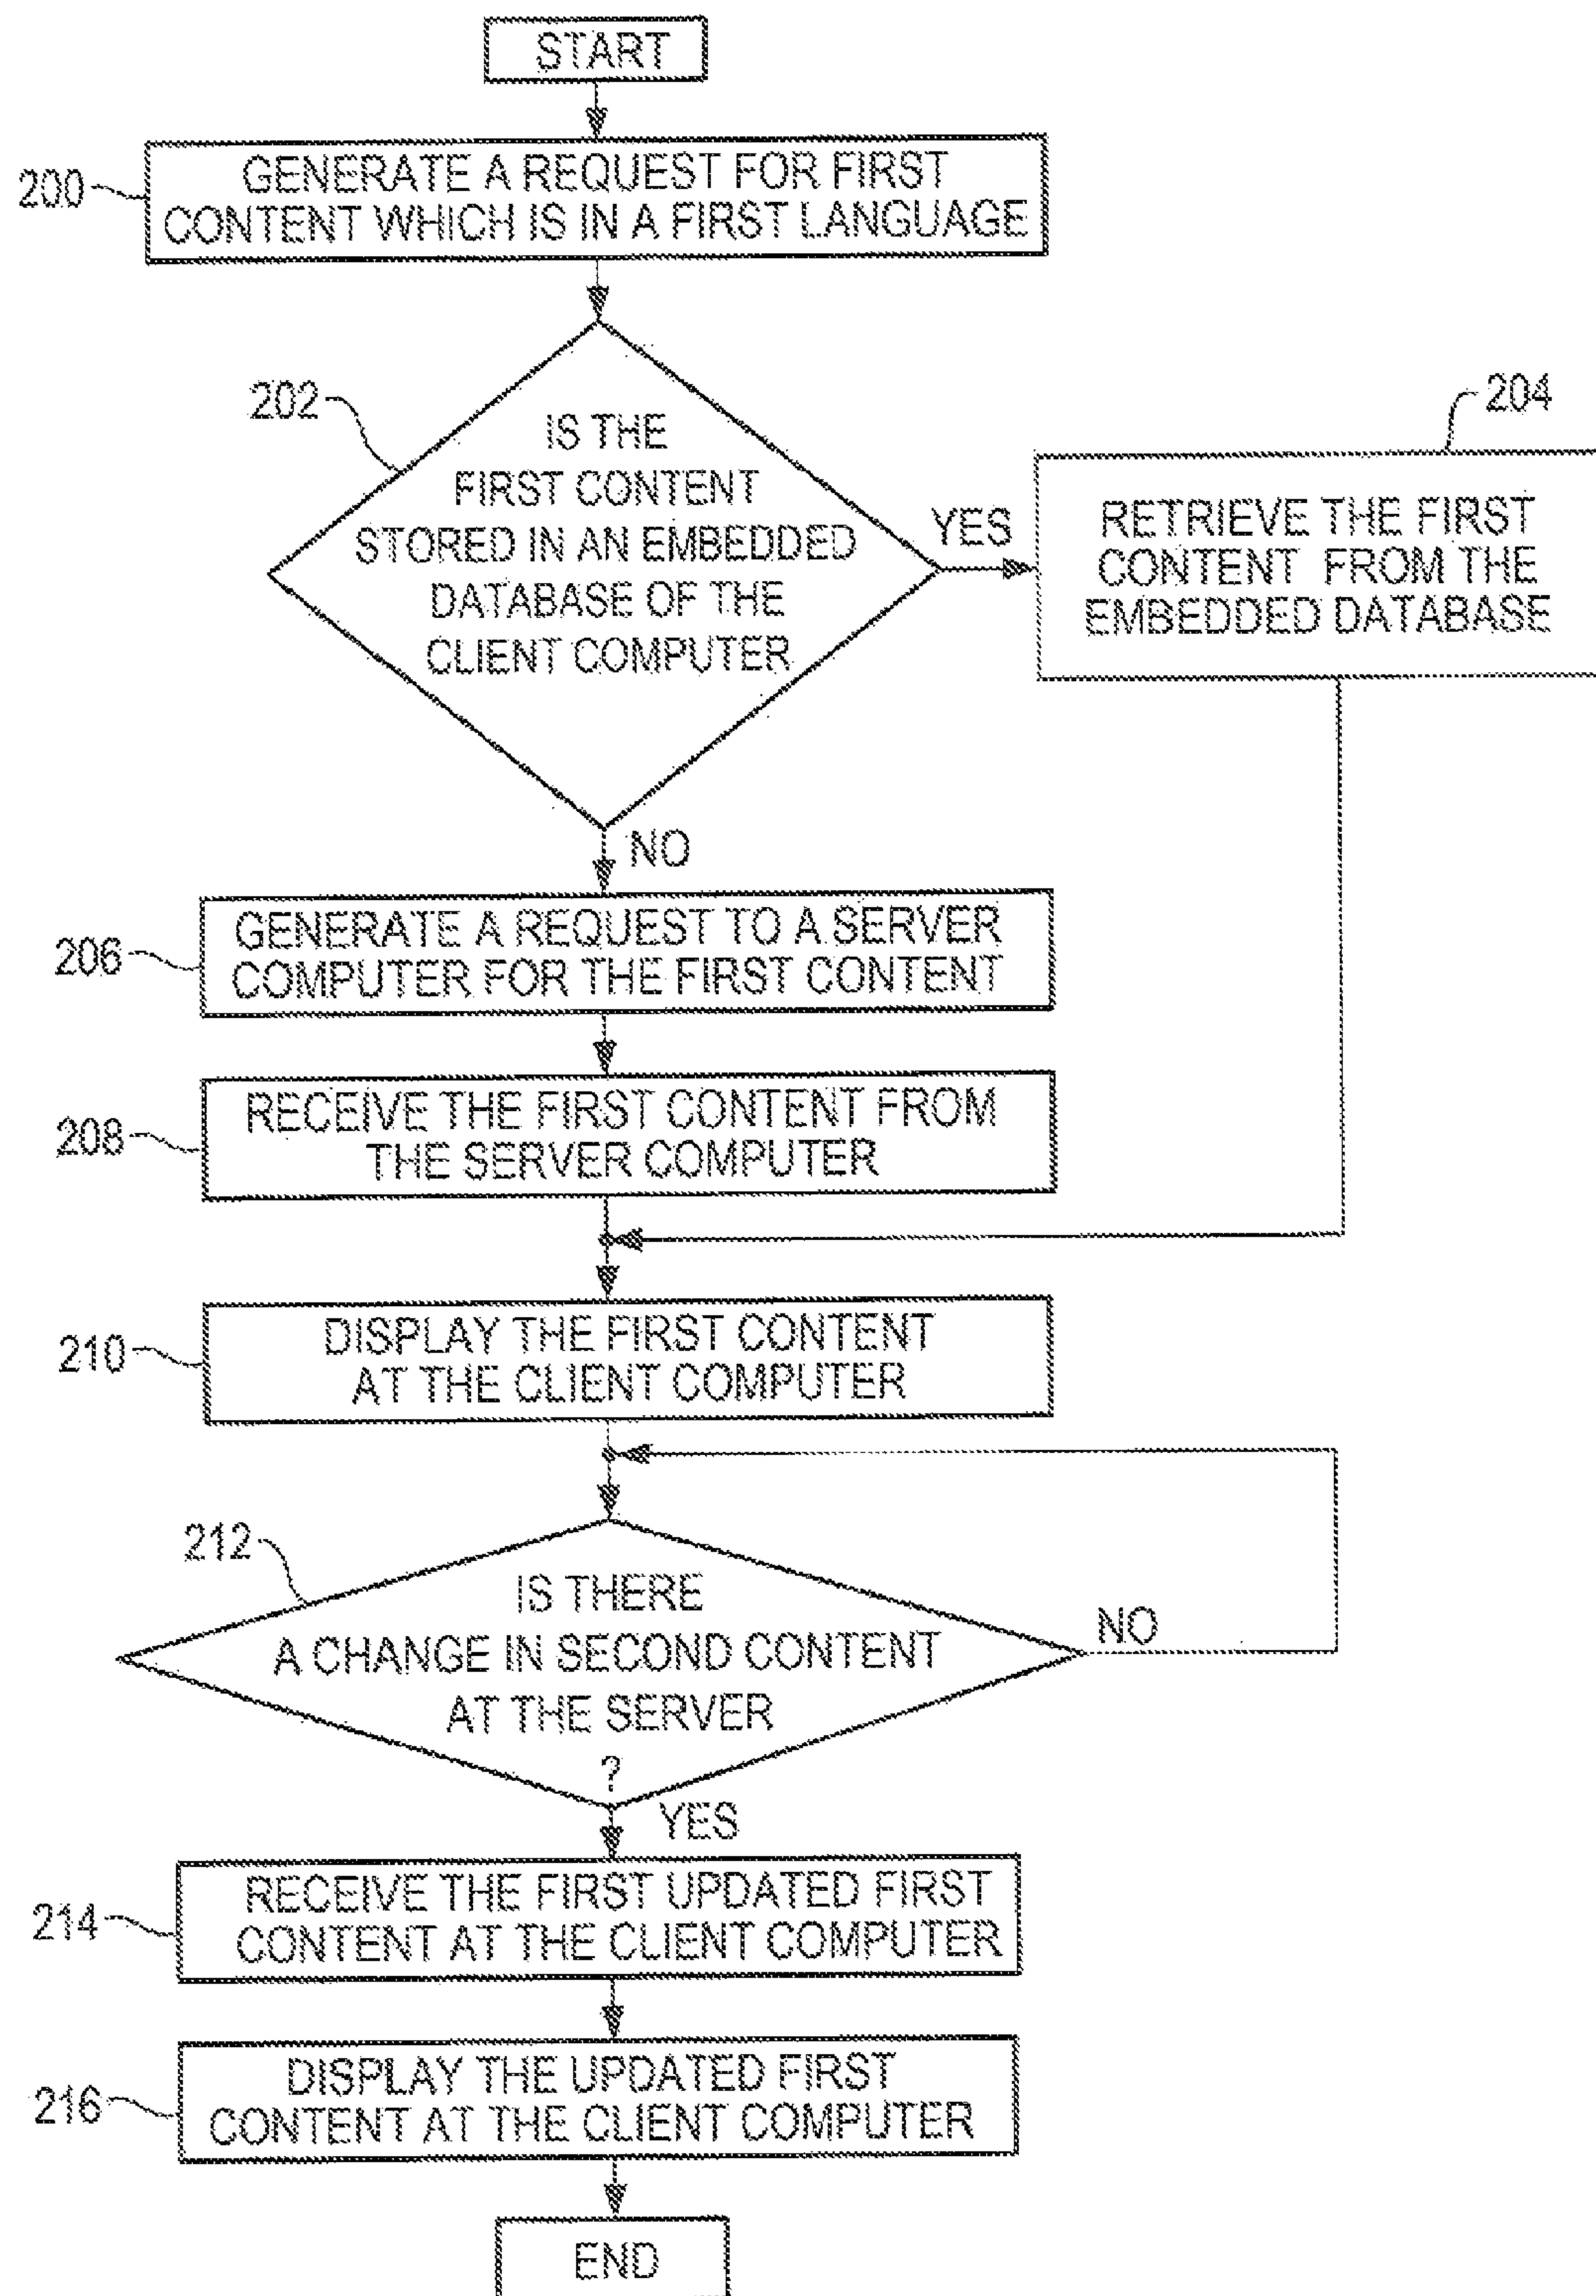 START
200
GENERATE A REQUEST FOR FIRST
CONTENT WHICH IS IN A FIRST LANGUAGE
202
IS THE
FIRST CONTENT
STORED IN AN EMBEDDED
DATABASE OF THE
CLIENT COMPUTER
YES
204
RETRIEVE THE FIRST
CONTENT FROM THE
EMBEDDED DATABASE
NO
206
GENERATE A REQUEST TO A SERVER
COMPUTER FOR THE FIRST CONTENT
208
RECEIVE THE FIRST CONTENT FROM
THE SERVER COMPUTER
210
DISPLAY THE FIRST CONTENT
AT THE CLIENT COMPUTER
212
IS THERE
A CHANGE IN SECOND CONTENT
AT THE SERVER
?
NO
YES
214
RECEIVE THE FIRST UPDATED FIRST
CONTENT AT THE CLIENT COMPUTER
216
DISPLAY THE UPDATED FIRST
CONTENT AT THE CLIENT COMPUTER
END